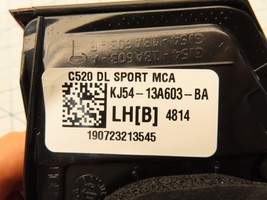 C520 DL SPORT MCA
KJ54-13A603-BA
LH[B] 4814
190723213545